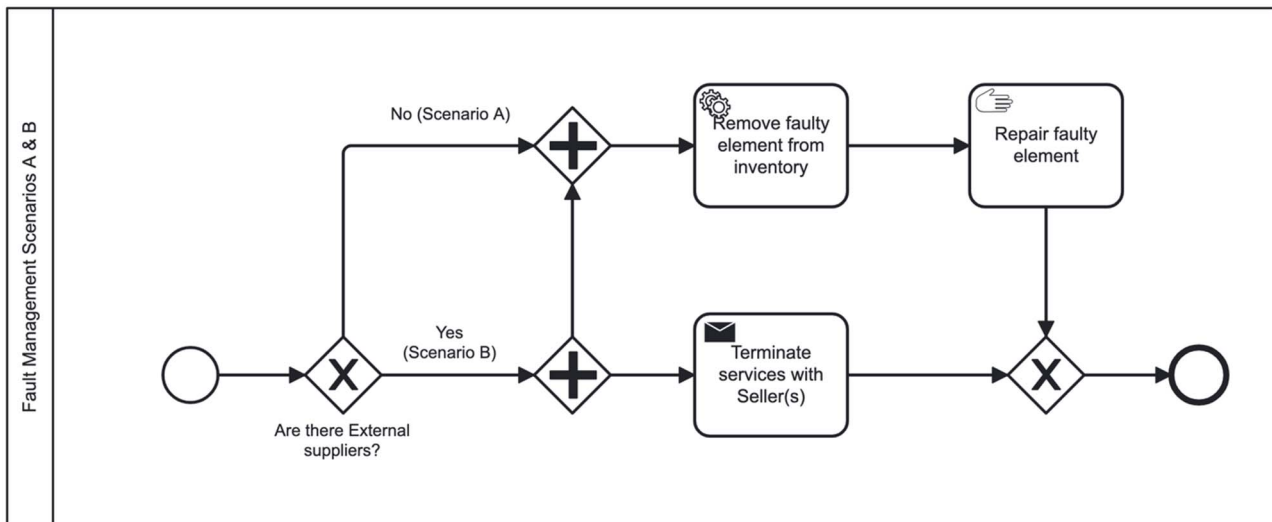 Fault Management Scenarios A & B
No (Scenario A)
Remove faulty
element from
inventory
Repair faulty
element
Yes
(Scenario B)
Are there External
suppliers?
Terminate
services with
Seller(s)